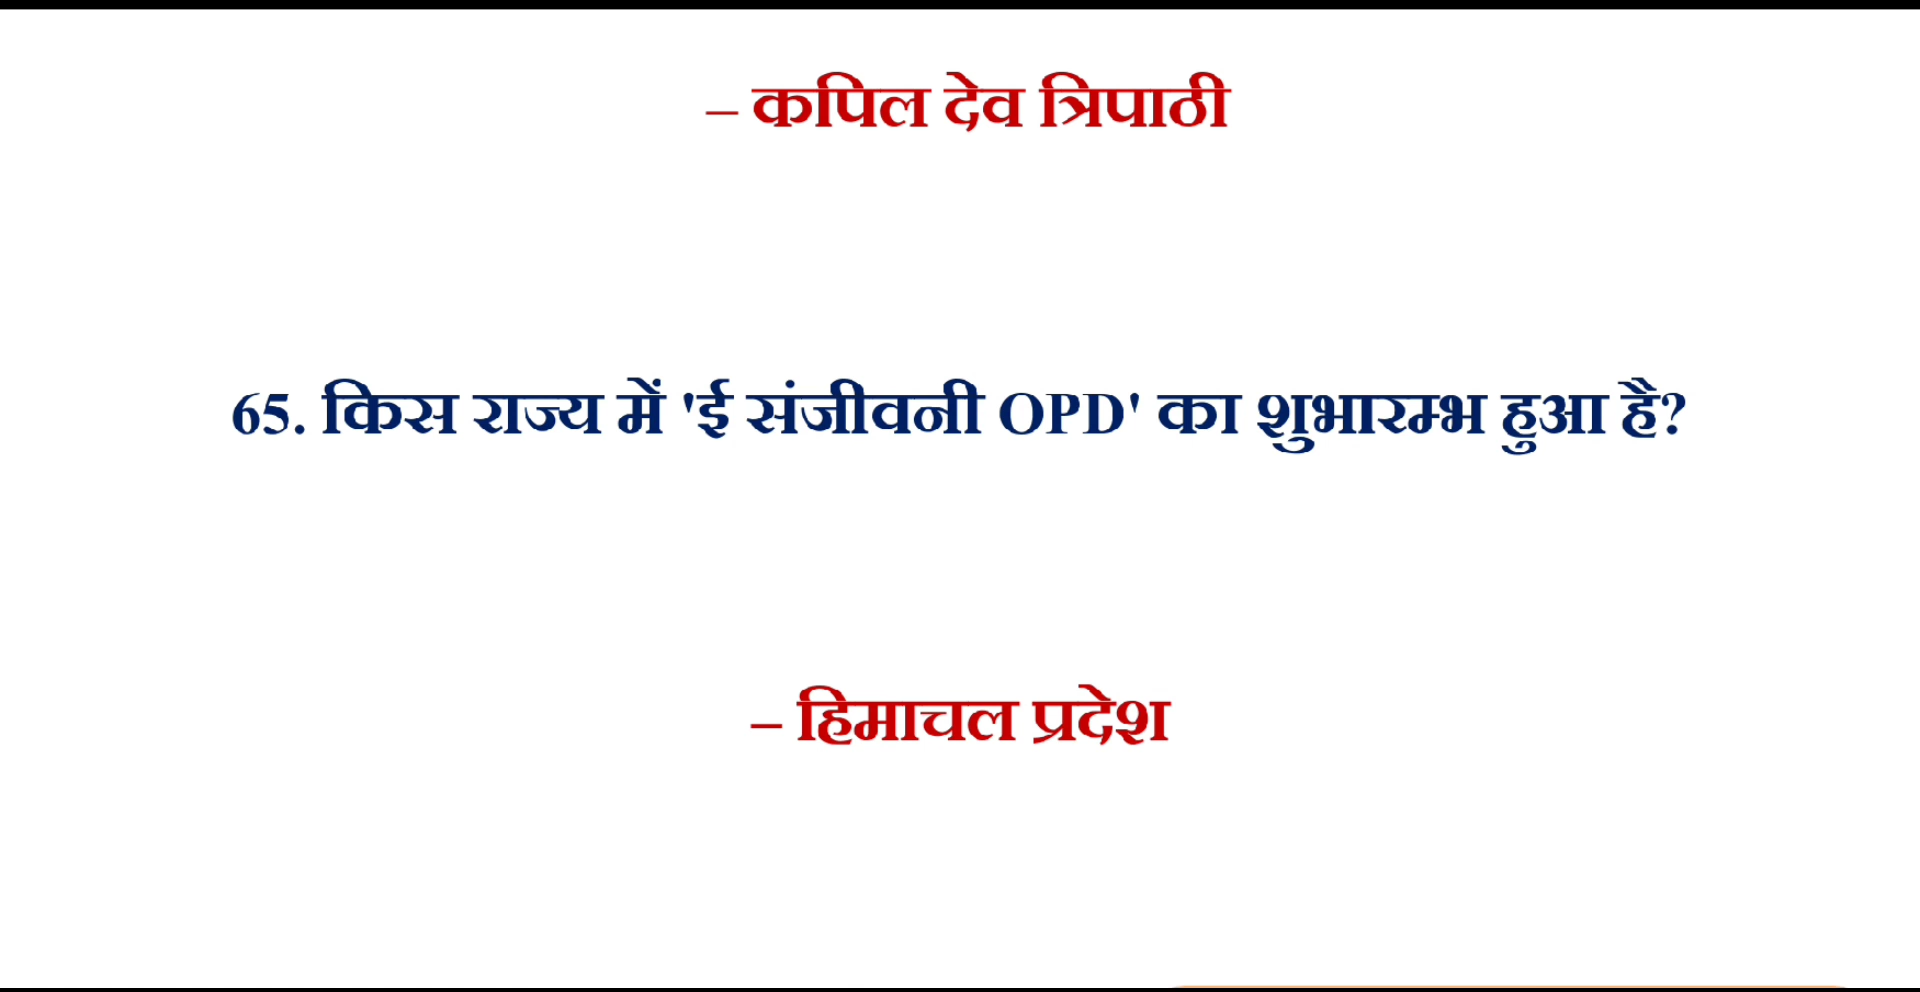 – कपिल देव त्रिपाठी
65. किस राज्य में 'ई संजीवनी OPD' का शुभारम्भ हुआ है?
– हिमाचल प्रदेश